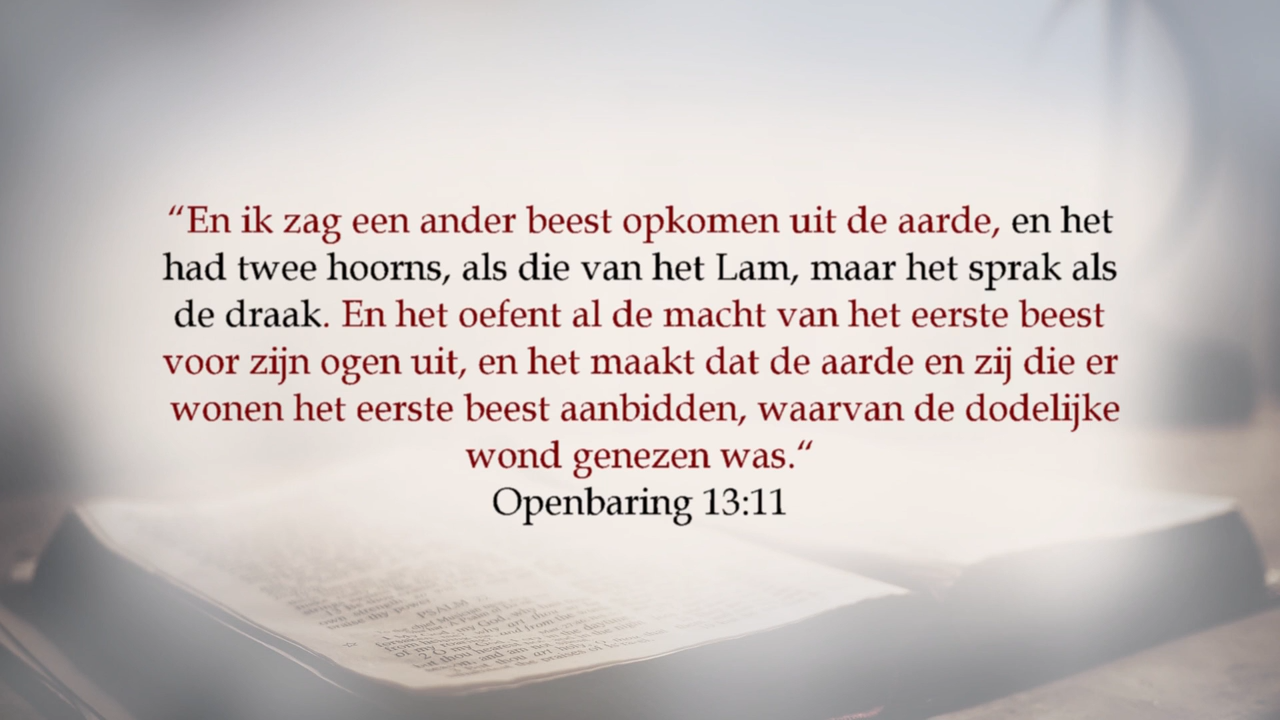 “En ik zag een ander beest opkomen uit de aarde, en het
had twee hoorns, als die van het Lam, maar het sprak als
de draak. En het oefent al de macht van het eerste beest
voor zijn ogen uit, en het maakt dat de aarde en zij die er
wonen het eerste beest aanbidden, waarvan de dodelijke
wond genezen was.“
Openbaring 13:11
PSALM